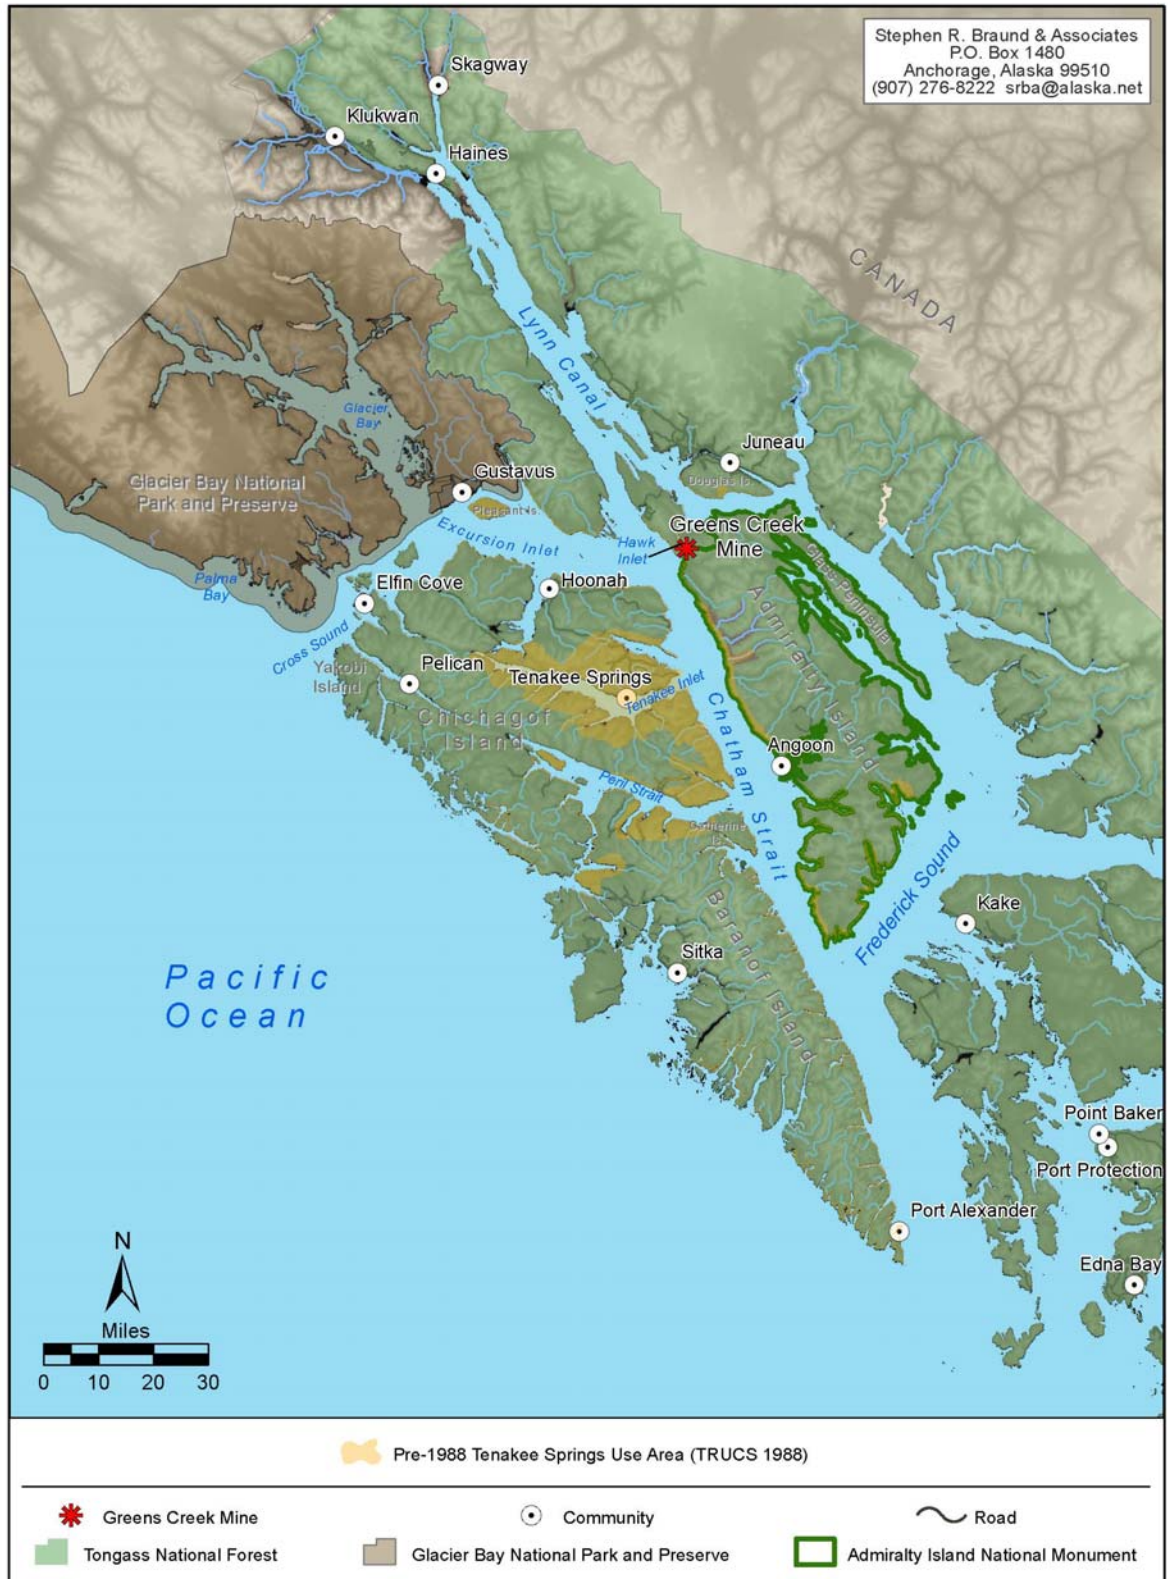 Stephen R. Braund & Associates
P.O. Box 1480
Anchorage, Alaska 99510
(907) 276-8222 srba@alaska.net
Skagway
Klukwan
Haines
CANADA
Lynn Canal
Glacier
Bay
Juneau
Douglas Is.
Gustavus
Glacier Bay National
Park and Preserve
Pleasant Is.
Excursion Inlet
Hawk
Inlet
Greens Creek
Mine
Glass Peninsula
Palma
Bay
Elfin Cove
Hoonah
Cross Sound
Yakobi
Island
Pelican
Tenakee Springs
Tenakee Inlet
Admiralty Island
Chichagof
Island
Chatham Strait
Angoon
Peril Strait
Catherine
Is.
Frederick Sound
Kake
Baranof Island
Sitka
Pacific
Ocean
Point Baker
Port Protection
Port Alexander
Edna Bay
N
Miles
0 10 20 30
Pre-1988 Tenakee Springs Use Area (TRUCS 1988)
Greens Creek Mine
Community
Road
Tongass National Forest
Glacier Bay National Park and Preserve
Admiralty Island National Monument